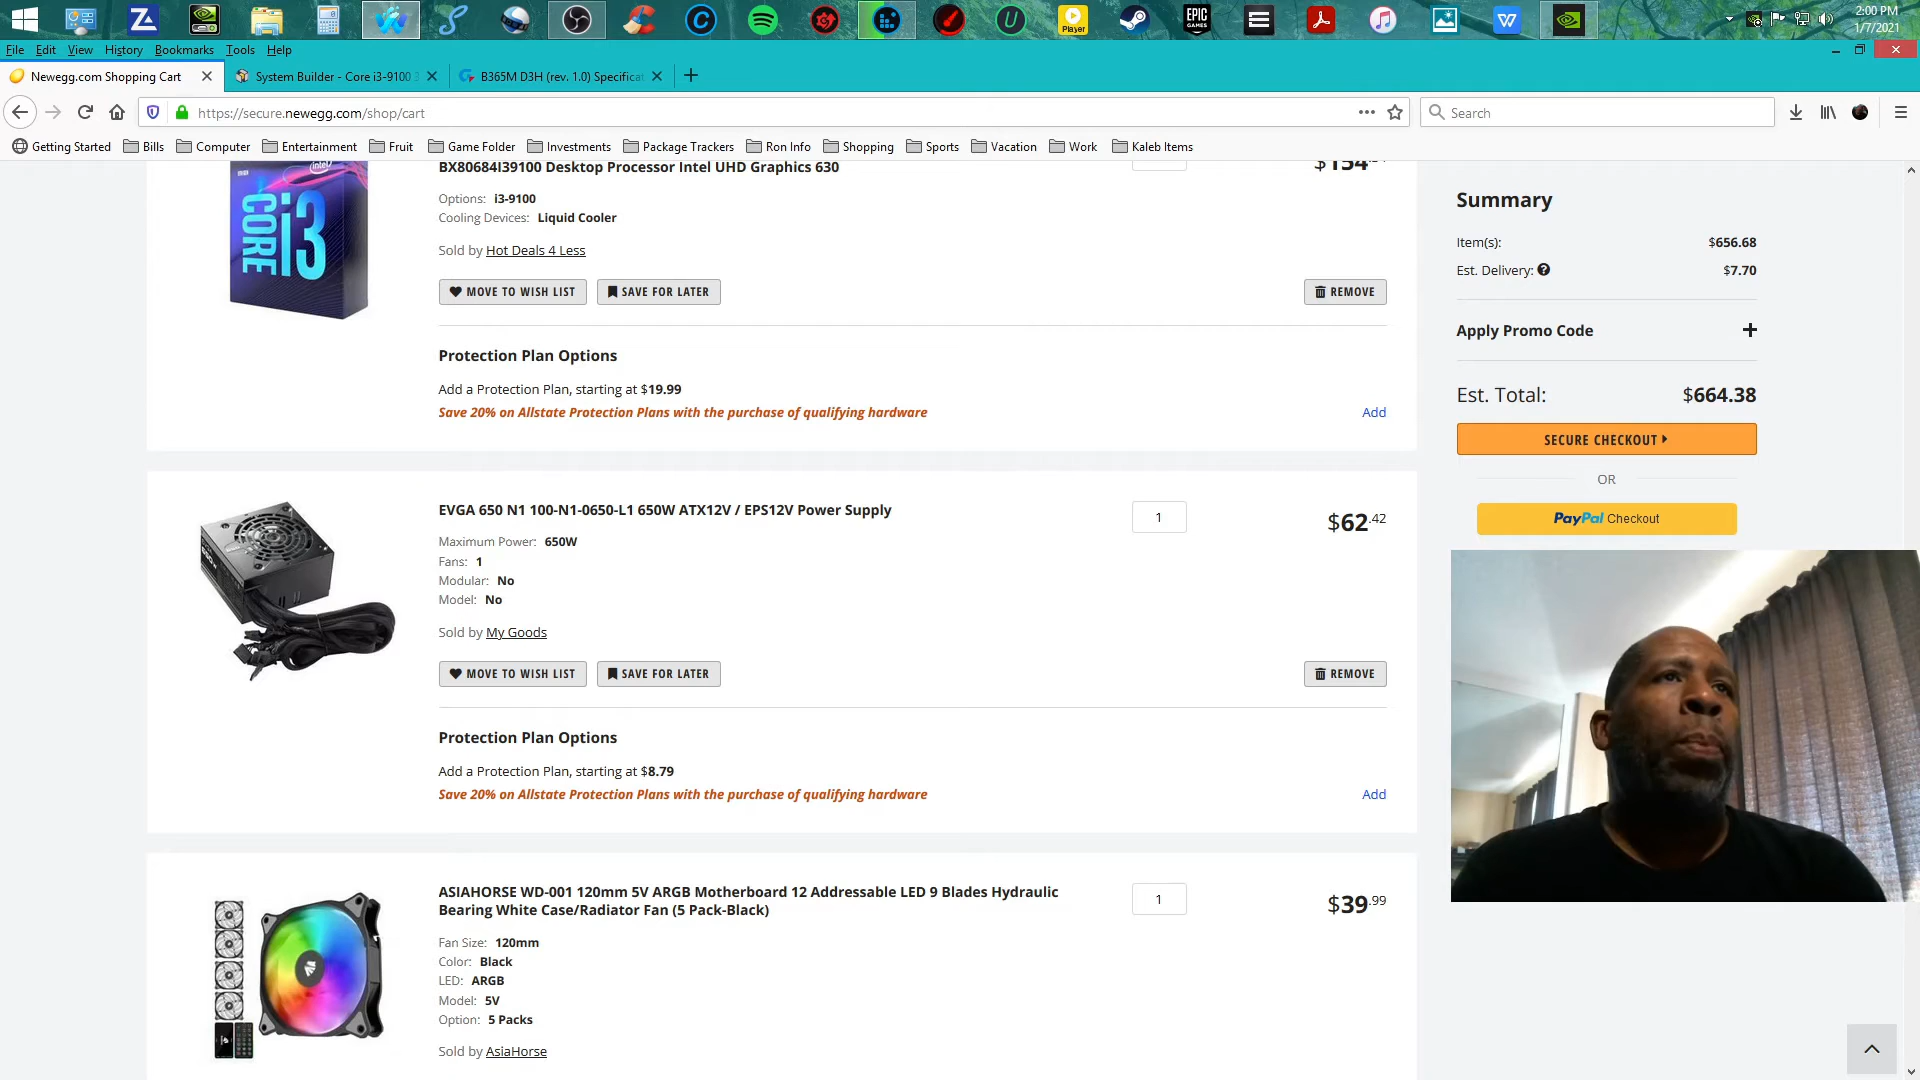 2:00 PM
1/7/2021
Player
EPIC
GAMES
File Edit View History Bookmarks Tools Help
Newegg.com Shopping Cart
System Builder - Core i3-9100 3
B365M D3H (rev. 1.0) Specificat
https://secure.newegg.com/shop/cart
Search
Getting Started Bills Computer Entertainment Fruit Game Folder Investments Package Trackers Ron Info Shopping Sports Vacation Work Kaleb Items
BX80684I39100 Desktop Processor Intel UHD Graphics 630
Options: i3-9100
Cooling Devices: Liquid Cooler
Sold by Hot Deals 4 Less
MOVE TO WISH LIST SAVE FOR LATER REMOVE
Protection Plan Options
Add a Protection Plan, starting at $19.99
Save 20% on Allstate Protection Plans with the purchase of qualifying hardware Add
intel
CORE i3
EVGA 650 N1 100-N1-0650-L1 650W ATX12V / EPS12V Power Supply 1 $62.42
Maximum Power: 650W
Fans: 1
Modular: No
Model: No
Sold by My Goods
MOVE TO WISH LIST SAVE FOR LATER REMOVE
Protection Plan Options
Add a Protection Plan, starting at $8.79
Save 20% on Allstate Protection Plans with the purchase of qualifying hardware Add
ASIAHORSE WD-001 120mm 5V ARGB Motherboard 12 Addressable LED 9 Blades Hydraulic 1 $39.99
Bearing White Case/Radiator Fan (5 Pack-Black)
Fan Size: 120mm
Color: Black
LED: ARGB
Model: 5V
Option: 5 Packs
Sold by AsiaHorse
Summary
Item(s): $656.68
Est. Delivery: $7.70
Apply Promo Code +
Est. Total: $664.38
SECURE CHECKOUT
OR
PayPal Checkout